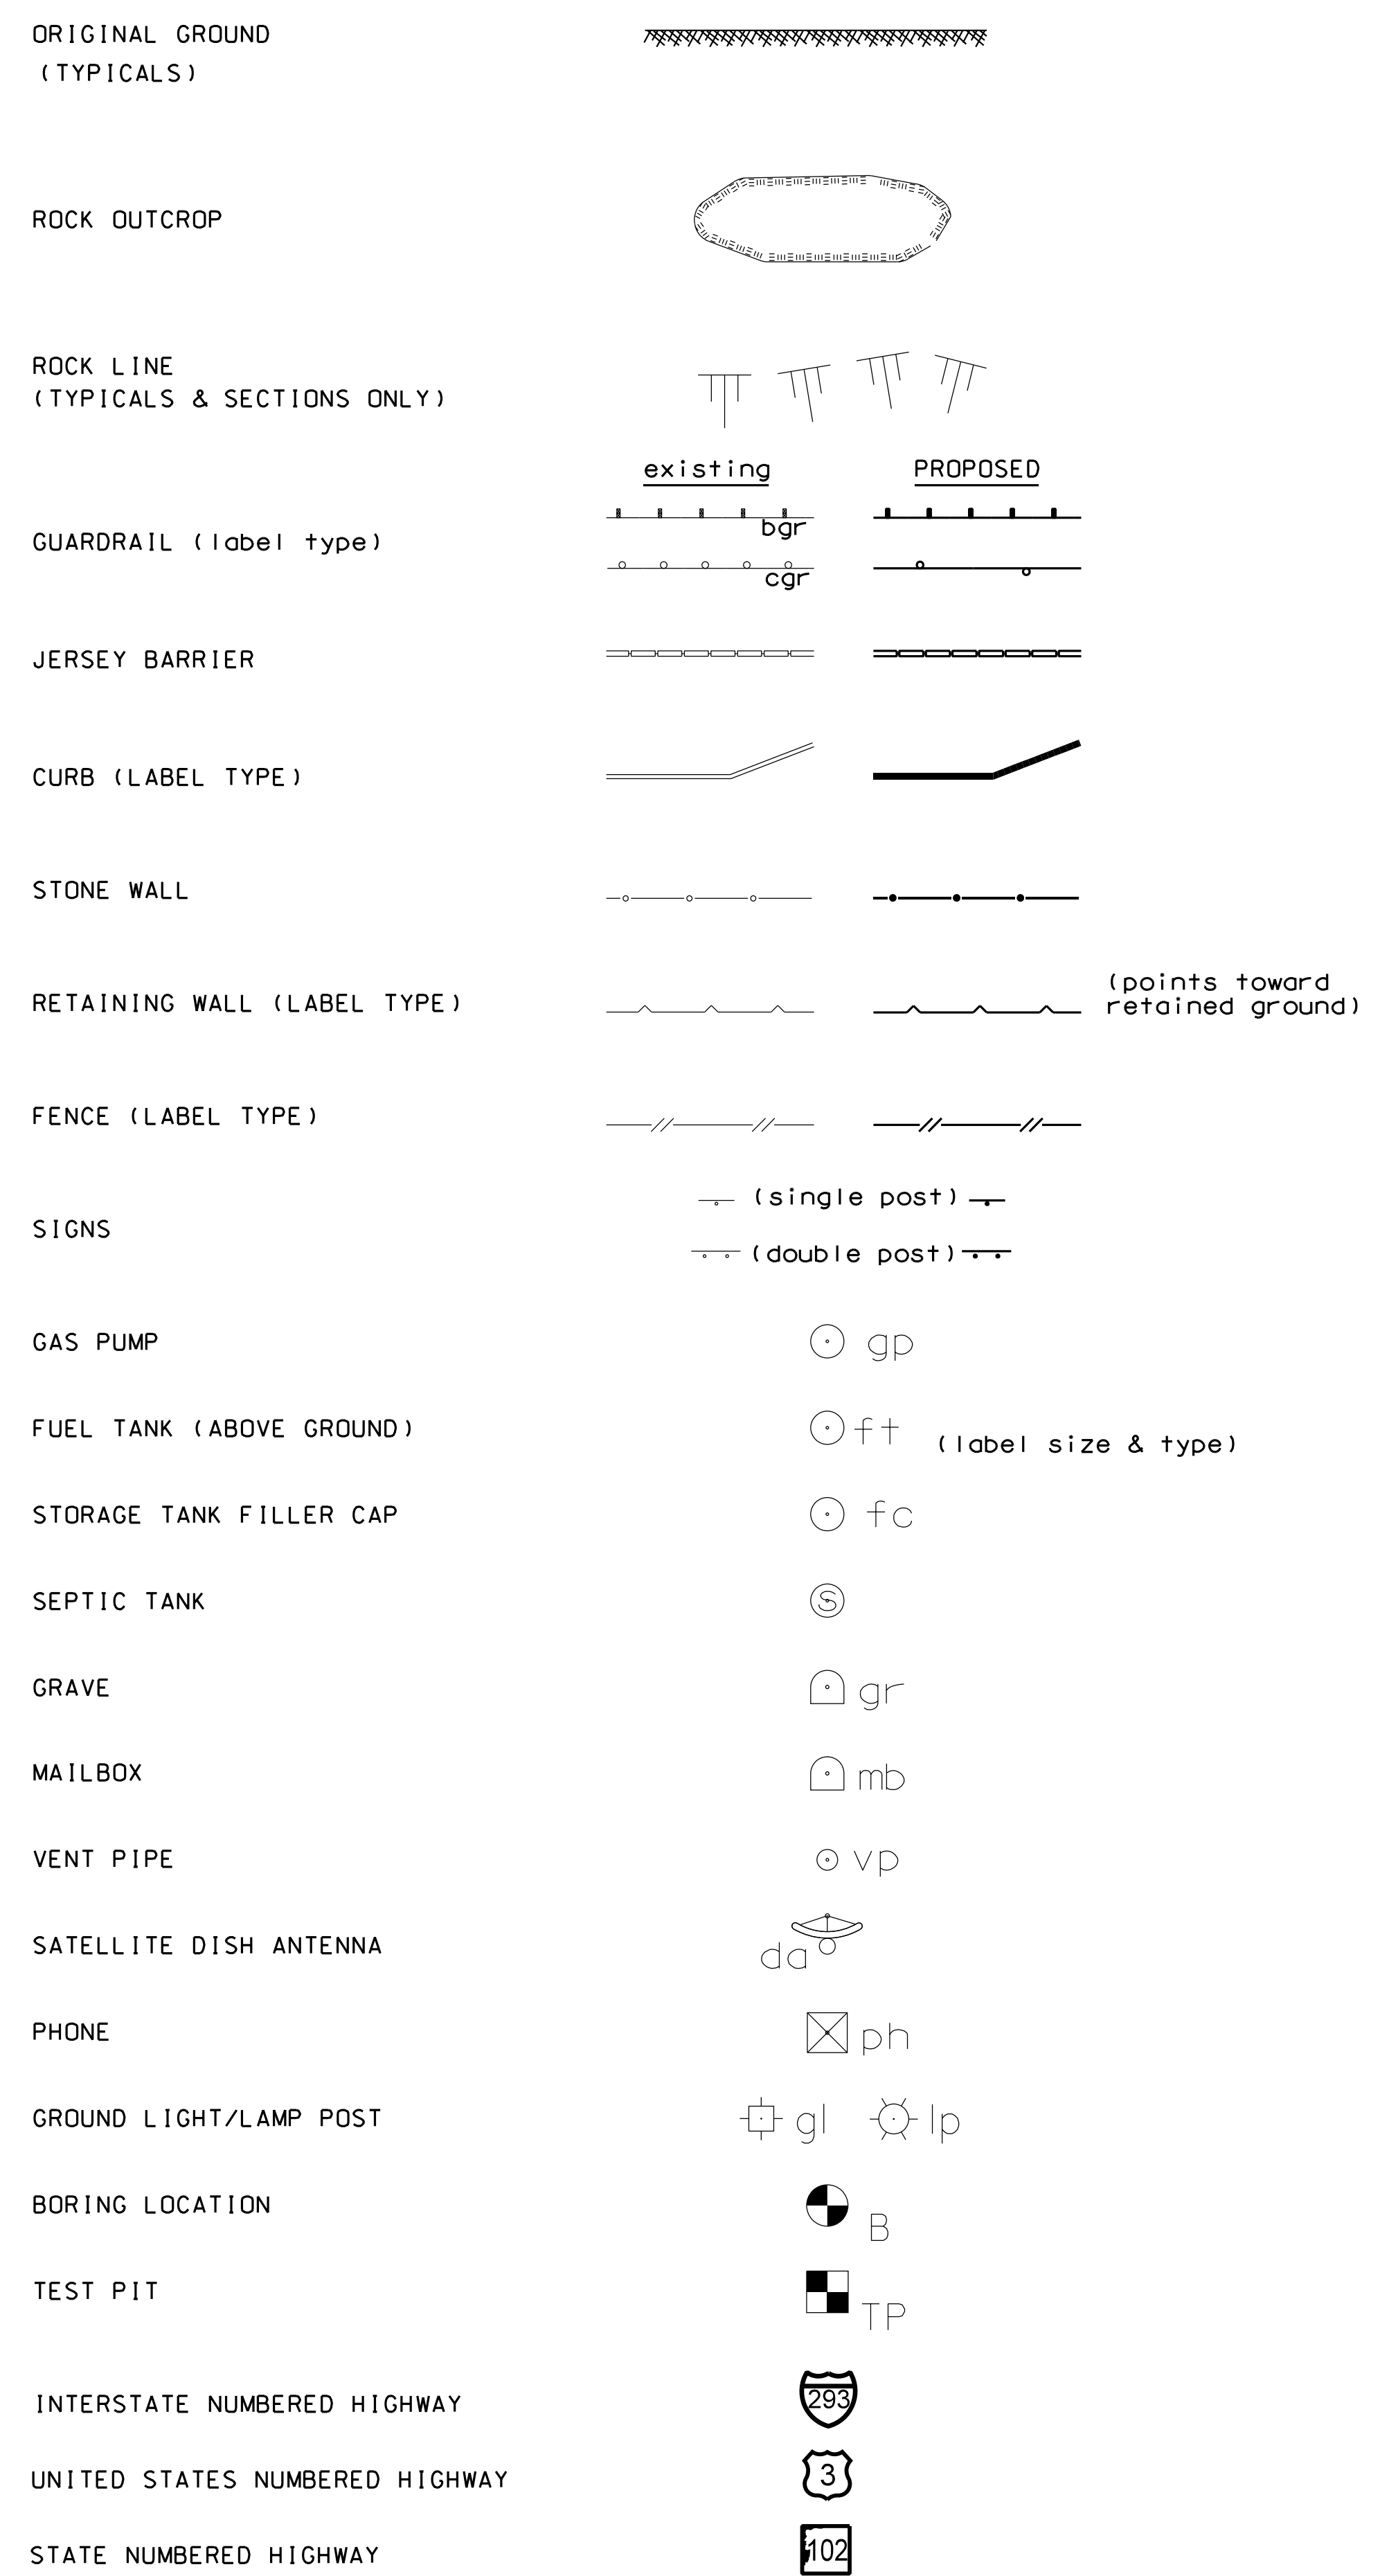 ORIGINAL GROUND
(TYPICALS)
ROCK OUTCROP
ROCK LINE
(TYPICALS & SECTIONS ONLY)
existing PROPOSED
bgr
GUARDRAIL (label type)
cgr
JERSEY BARRIER
CURB (LABEL TYPE)
STONE WALL
(points toward
RETAINING WALL (LABEL TYPE) retained ground)
FENCE (LABEL TYPE)
(single post)
SIGNS
(double post)
GAS PUMP gp
FUEL TANK (ABOVE GROUND) ft (label size & type)
STORAGE TANK FILLER CAP fc
SEPTIC TANK S
GRAVE gr
MAILBOX mb
VENT PIPE vp
SATELLITE DISH ANTENNA da
PHONE ph
GROUND LIGHT/LAMP POST gl lp
BORING LOCATION B
TEST PIT TP
INTERSTATE NUMBERED HIGHWAY 293
UNITED STATES NUMBERED HIGHWAY 3
STATE NUMBERED HIGHWAY 102